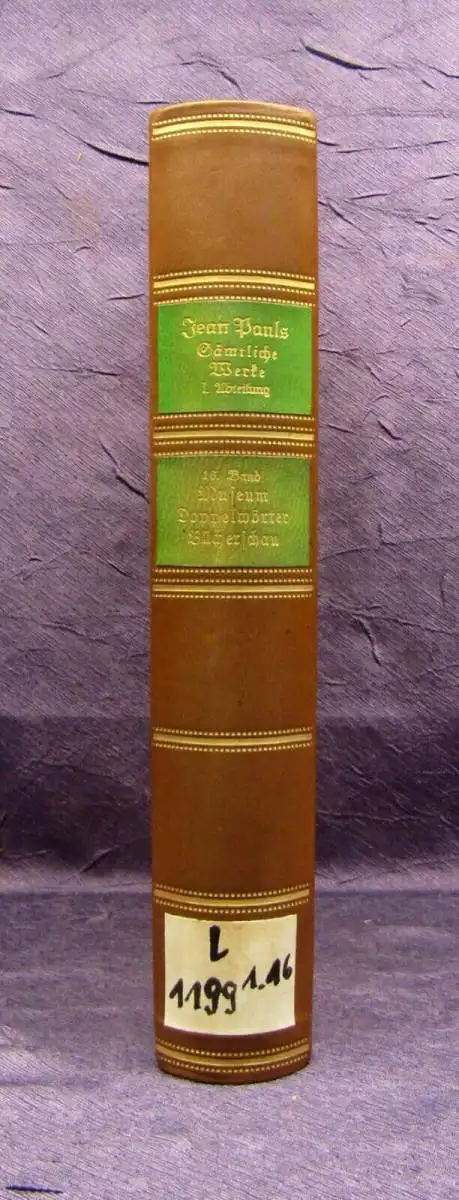 Jean Pauls
Sämtliche
Werke
I. Abteilung
16. Band
Museum
Doppelwörter
Bücherschau
L
1199 1.16